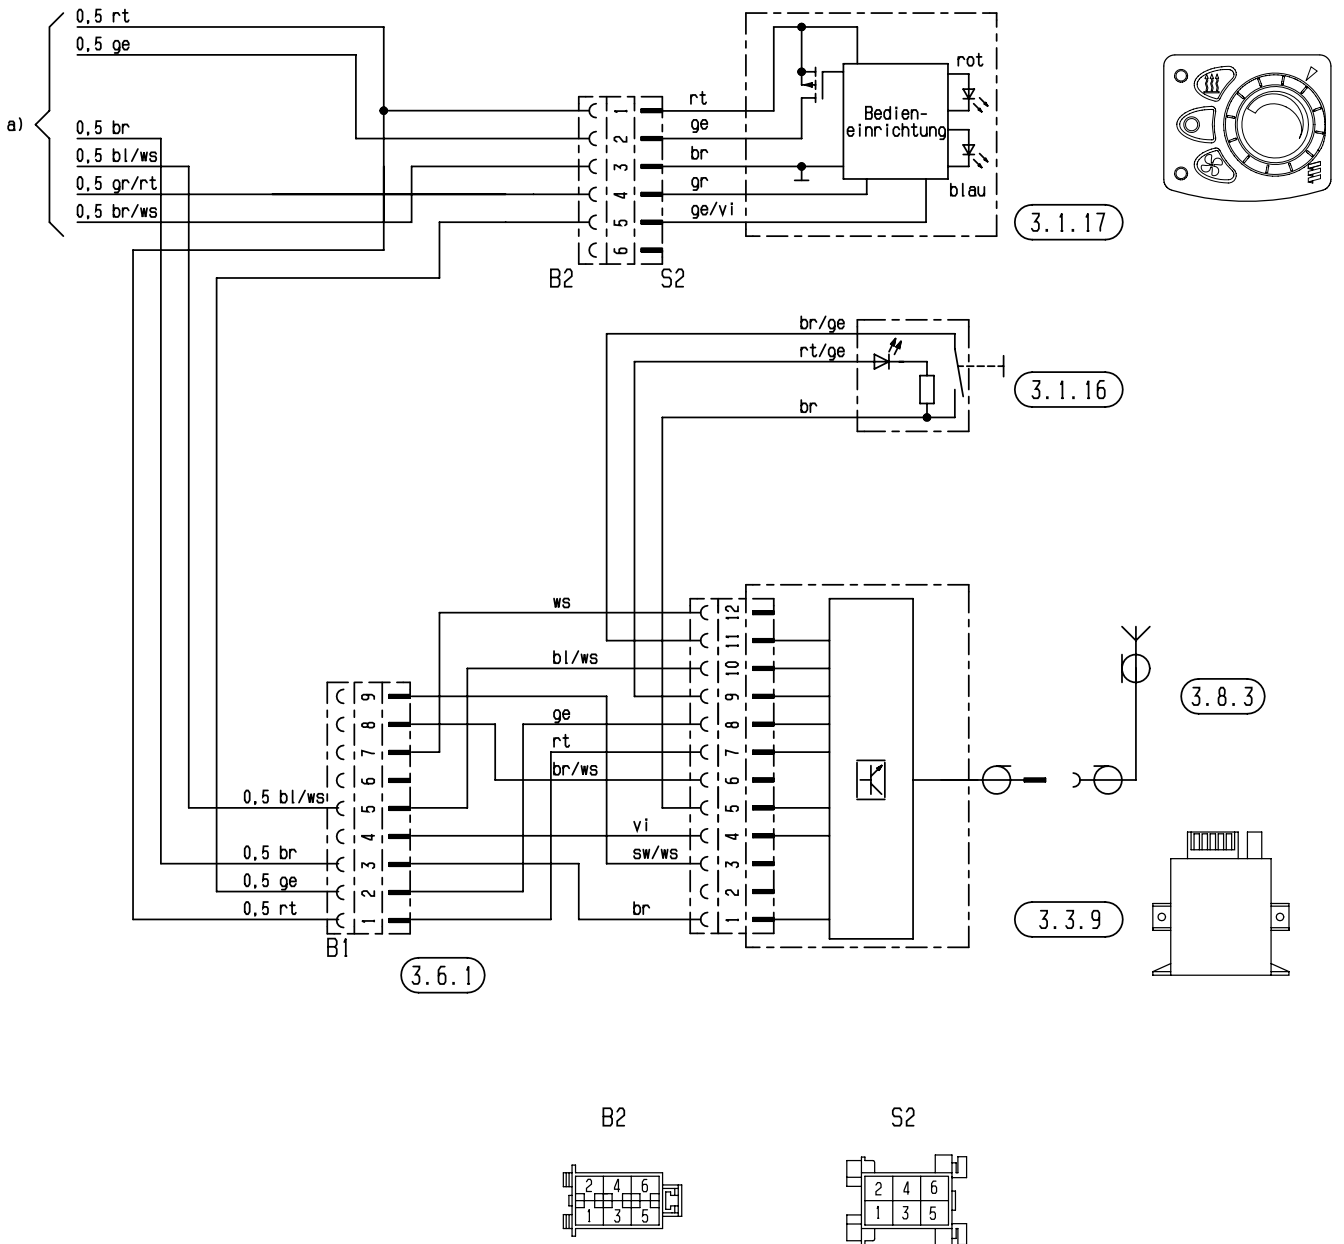 0,5 rt
0,5 ge
a)
0,5 br
0,5 bl/ws
0,5 gr/rt
0,5 br/ws
1
2
3
4
5
6
B2
S2
rt
ge
br
gr
ge/vi
Bedien-
einrichtung
rot
blau
3.1.17
br/ge
rt/ge
br
3.1.16
ws
bl/ws
ge
rt
br/ws
vi
sw/ws
br
12
11
10
9
8
7
6
5
4
3
2
1
3.8.3
3.3.9
9
8
7
6
5
4
3
2
1
0,5 bl/ws
0,5 br
0,5 ge
0,5 rt
B1
3.6.1
B2
2 4 6
1 3 5
S2
2 4 6
1 3 5